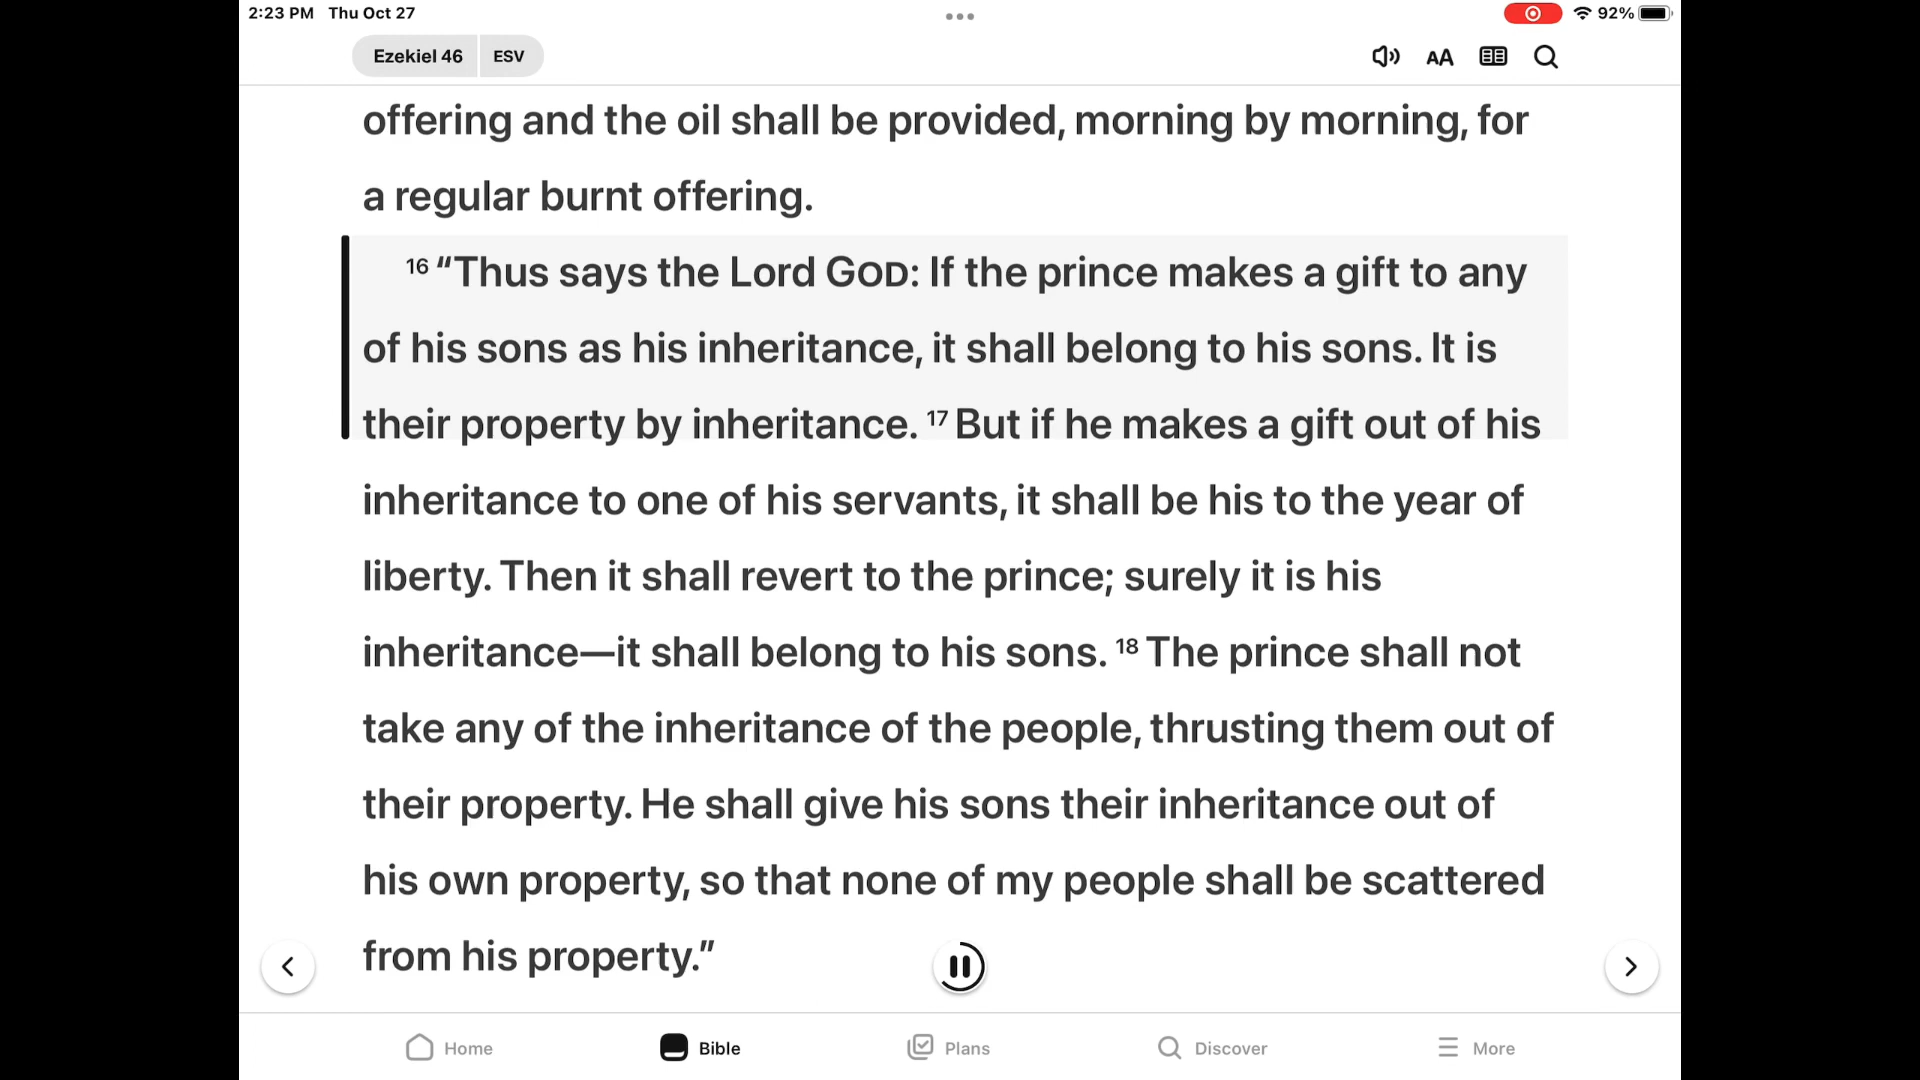 2:23 PM Thu Oct 27
92%
Ezekiel 46 ESV
AA
offering and the oil shall be provided, morning by morning, for
a regular burnt offering.
16 “Thus says the Lord GOD: If the prince makes a gift to any
of his sons as his inheritance, it shall belong to his sons. It is
their property by inheritance. 17 But if he makes a gift out of his
inheritance to one of his servants, it shall be his to the year of
liberty. Then it shall revert to the prince; surely it is his
inheritance—it shall belong to his sons. 18 The prince shall not
take any of the inheritance of the people, thrusting them out of
their property. He shall give his sons their inheritance out of
his own property, so that none of my people shall be scattered
from his property.”
Home Bible Plans Discover More